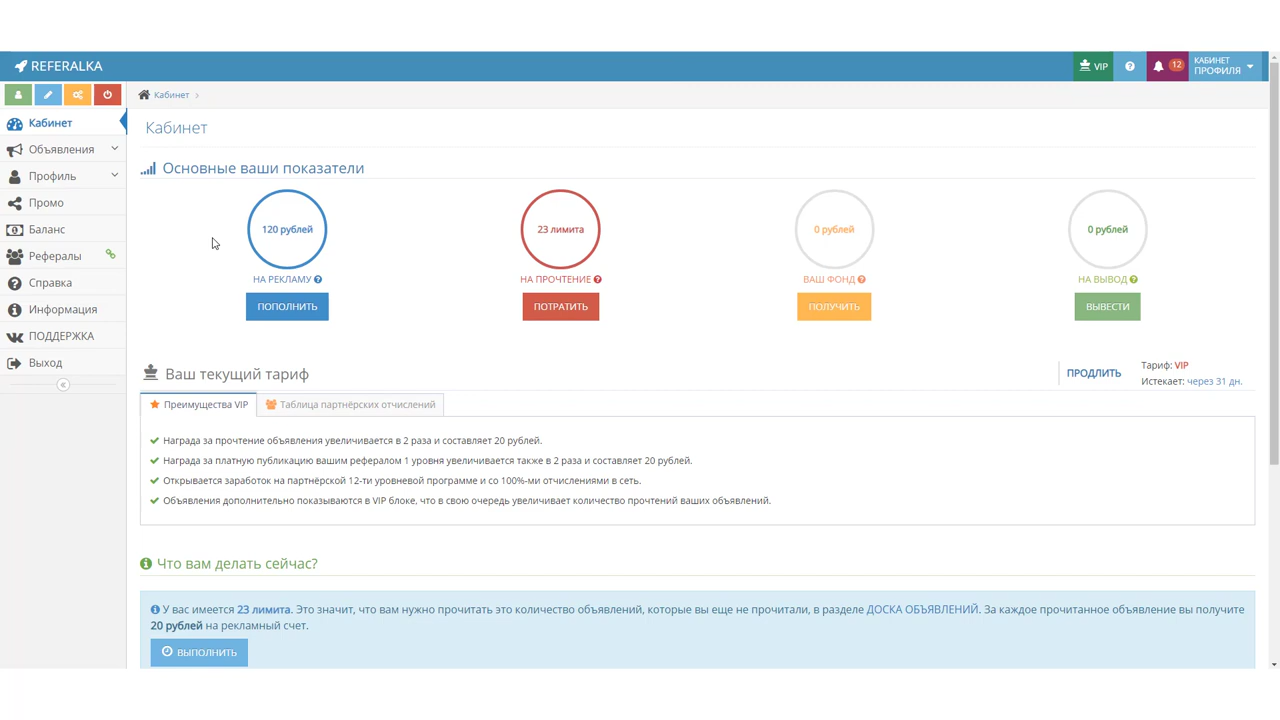 REFERALKA
VIP
12
КАБИНЕТ
ПРОФИЛЯ
Кабинет
Кабинет
Объявления
Профиль
Промо
Баланс
Рефералы
Справка
Информация
ПОДДЕРЖКА
Выход
Кабинет
Основные ваши показатели
120 рублей
23 лимита
0 рублей
0 рублей
НА РЕКЛАМУ
НА ПРОЧТЕНИЕ
ВАШ ФОНД
НА ВЫВОД
ПОПОЛНИТЬ
ПОТРАТИТЬ
ПОЛУЧИТЬ
ВЫВЕСТИ
Ваш текущий тариф
ПРОДЛИТЬ
Тариф: VIP
Истекает: через 31 дн.
Преимущества VIP
Таблица партнёрских отчислений
Награда за прочтение объявления увеличивается в 2 раза и составляет 20 рублей.
Награда за платную публикацию вашим рефералом 1 уровня увеличивается также в 2 раза и составляет 20 рублей.
Открывается заработок на партнёрской 12-ти уровневой программе и со 100%-ми отчислениями в сеть.
Объявления дополнительно показываются в VIP блоке, что в свою очередь увеличивает количество прочтений ваших объявлений.
Что вам делать сейчас?
У вас имеется 23 лимита. Это значит, что вам нужно прочитать это количество объявлений, которые вы еще не прочитали, в разделе ДОСКА ОБЪЯВЛЕНИЙ. За каждое прочитанное объявление вы получите
20 рублей на рекламный счет.
ВЫПОЛНИТЬ